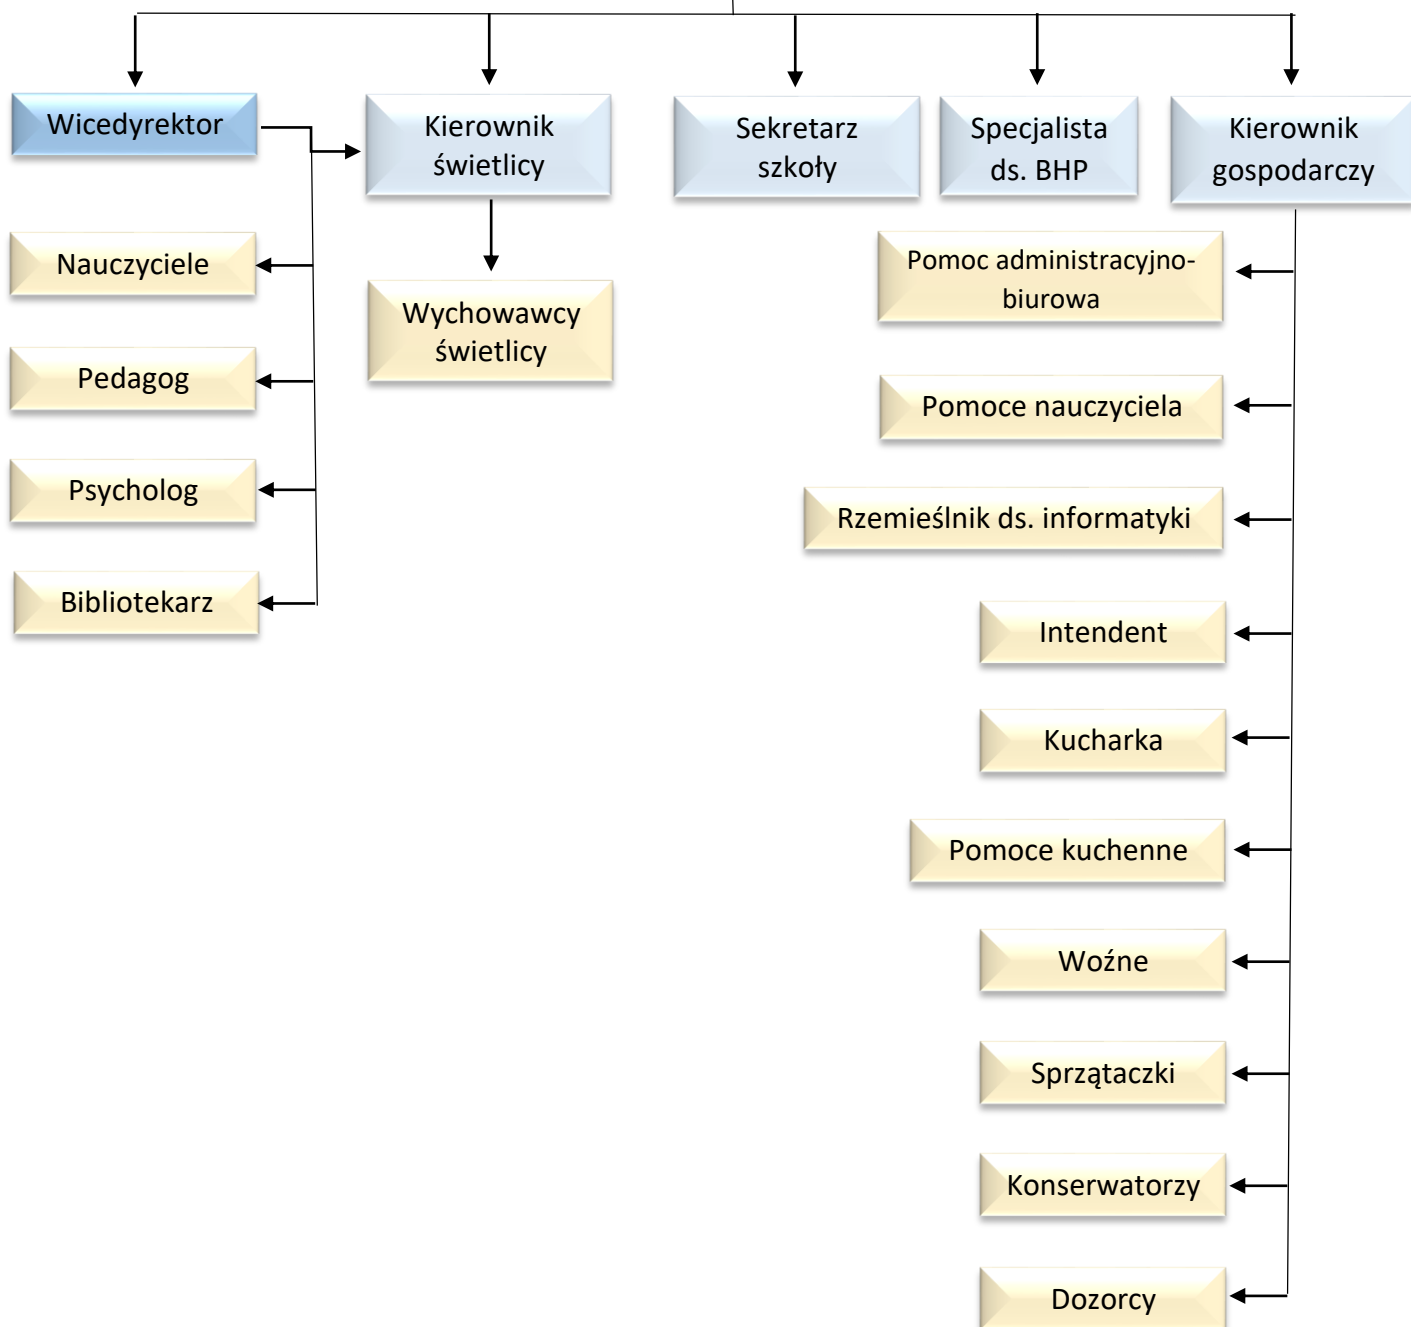 Wicedyrektor
Kierownik
świetlicy
Sekretarz
szkoły
Specjalista
ds. BHP
Kierownik
gospodarczy
Nauczyciele
Pedagog
Psycholog
Bibliotekarz
Wychowawcy
świetlicy
Pomoc administracyjno-
biurowa
Pomoce nauczyciela
Rzemieślnik ds. informatyki
Intendent
Kucharka
Pomoce kuchenne
Woźne
Sprzątaczki
Konserwatorzy
Dozorcy